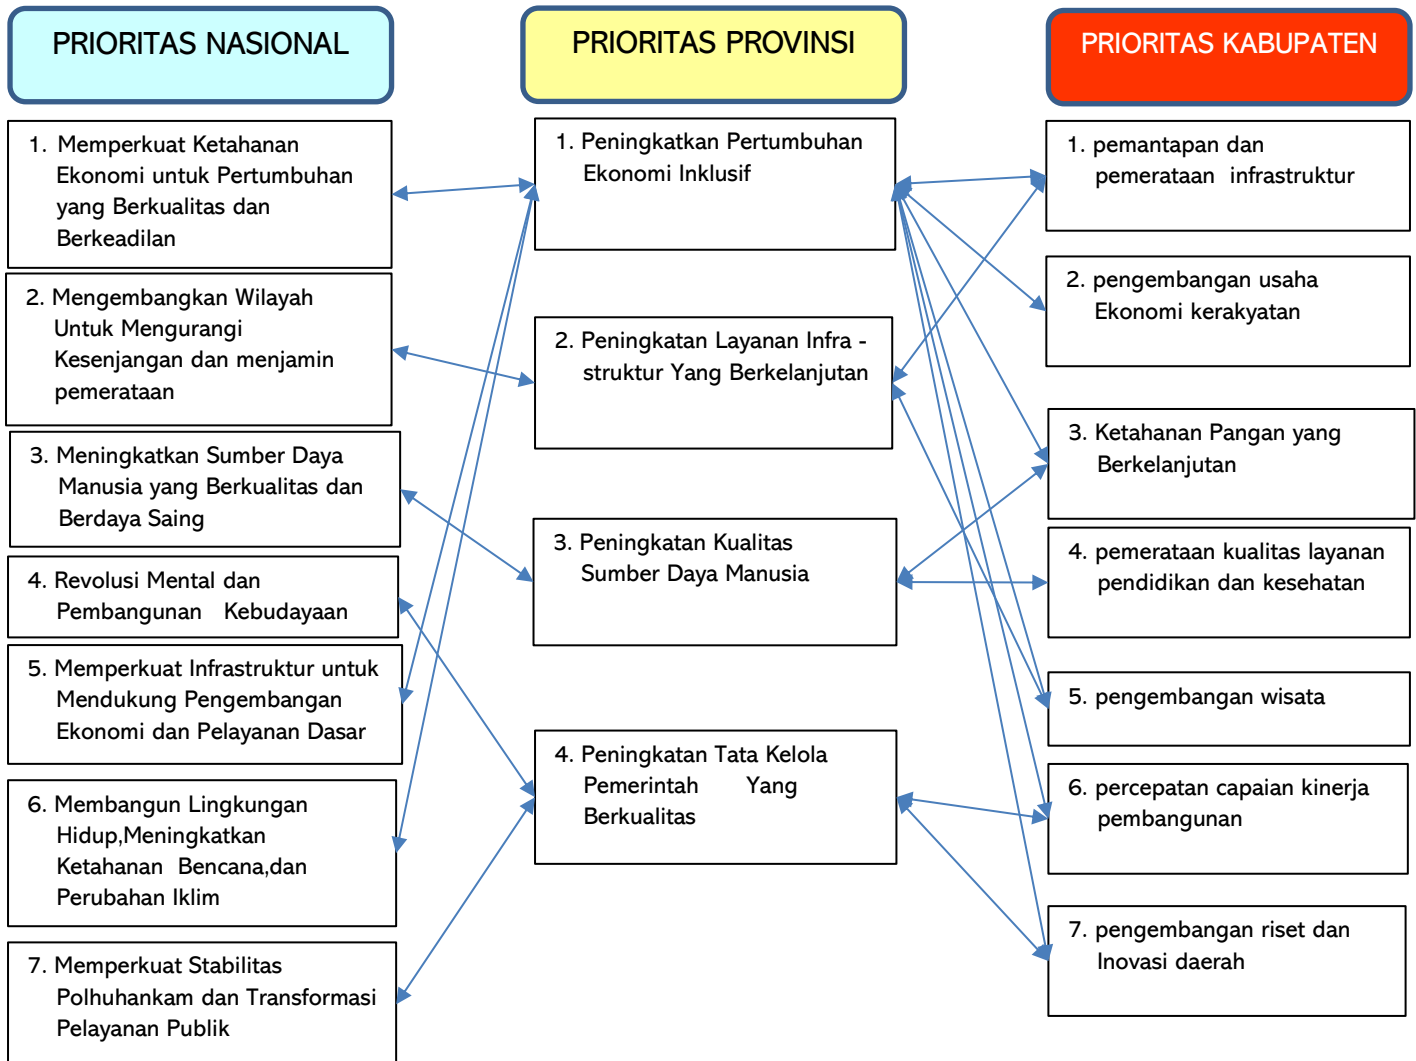 PRIORITAS NASIONAL
1. Memperkuat Ketahanan
Ekonomi untuk Pertumbuhan
yang Berkualitas dan
Berkeadilan
2. Mengembangkan Wilayah
Untuk Mengurangi
Kesenjangan dan menjamin
pemerataan
3. Meningkatkan Sumber Daya
Manusia yang Berkualitas dan
Berdaya Saing
4. Revolusi Mental dan
Pembangunan Kebudayaan
5. Memperkuat Infrastruktur untuk
Mendukung Pengembangan
Ekonomi dan Pelayanan Dasar
6. Membangun Lingkungan
Hidup,Meningkatkan
Ketahanan Bencana,dan
Perubahan Iklim
7. Memperkuat Stabilitas
Polhuhankam dan Transformasi
Pelayanan Publik
PRIORITAS PROVINSI
1. Peningkatkan Pertumbuhan
Ekonomi Inklusif
2. Peningkatan Layanan Infra -
struktur Yang Berkelanjutan
3. Peningkatan Kualitas
Sumber Daya Manusia
4. Peningkatan Tata Kelola
Pemerintah Yang
Berkualitas
PRIORITAS KABUPATEN
1. pemantapan dan
pemerataan infrastruktur
2. pengembangan usaha
Ekonomi kerakyatan
3. Ketahanan Pangan yang
Berkelanjutan
4. pemerataan kualitas layanan
pendidikan dan kesehatan
5. pengembangan wisata
6. percepatan capaian kinerja
pembangunan
7. pengembangan riset dan
Inovasi daerah